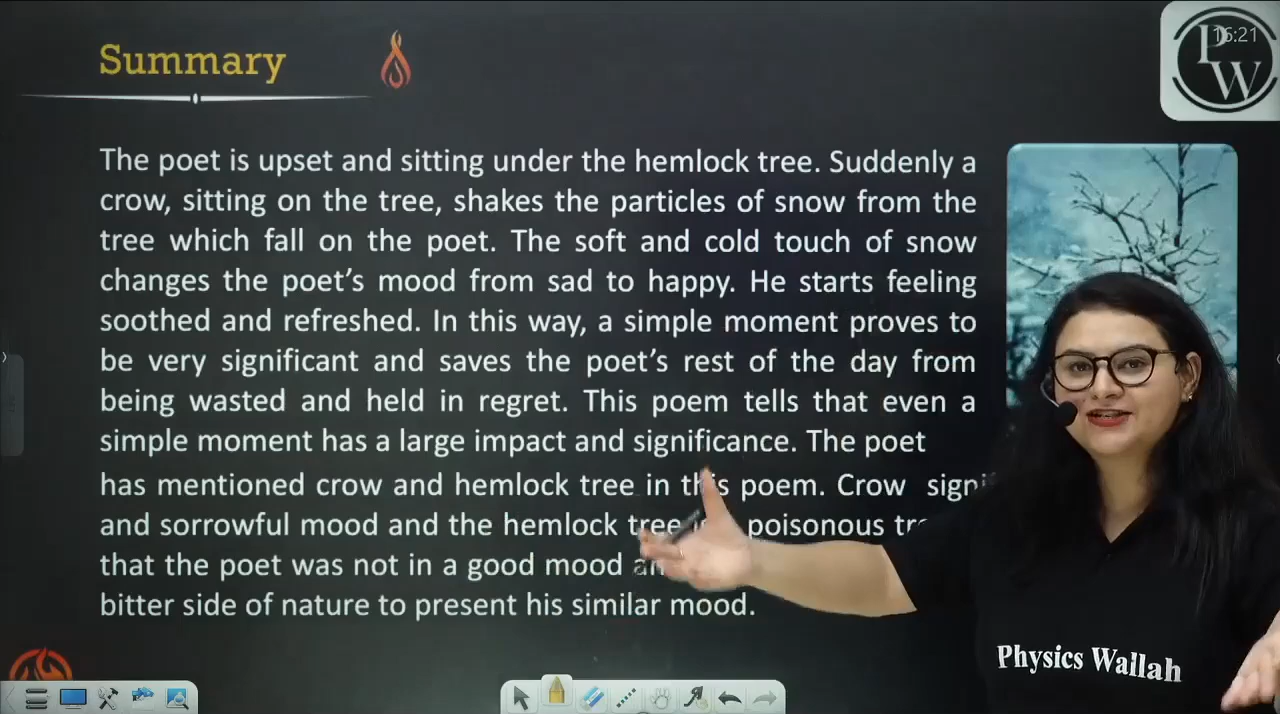 Summary
16:21
PW
The poet is upset and sitting under the hemlock tree. Suddenly a
crow, sitting on the tree, shakes the particles of snow from the
tree which fall on the poet. The soft and cold touch of snow
changes the poet's mood from sad to happy. He starts feeling
soothed and refreshed. In this way, a simple moment proves to
be very significant and saves the poet's rest of the day from
being wasted and held in regret. This poem tells that even a
simple moment has a large impact and significance. The poet
has mentioned crow and hemlock tree in this poem. Crow
and sorrowful mood and the hemlock tree poisonous
that the poet was not in a good mood
bitter side of nature to present his similar mood.
Physics Wallah